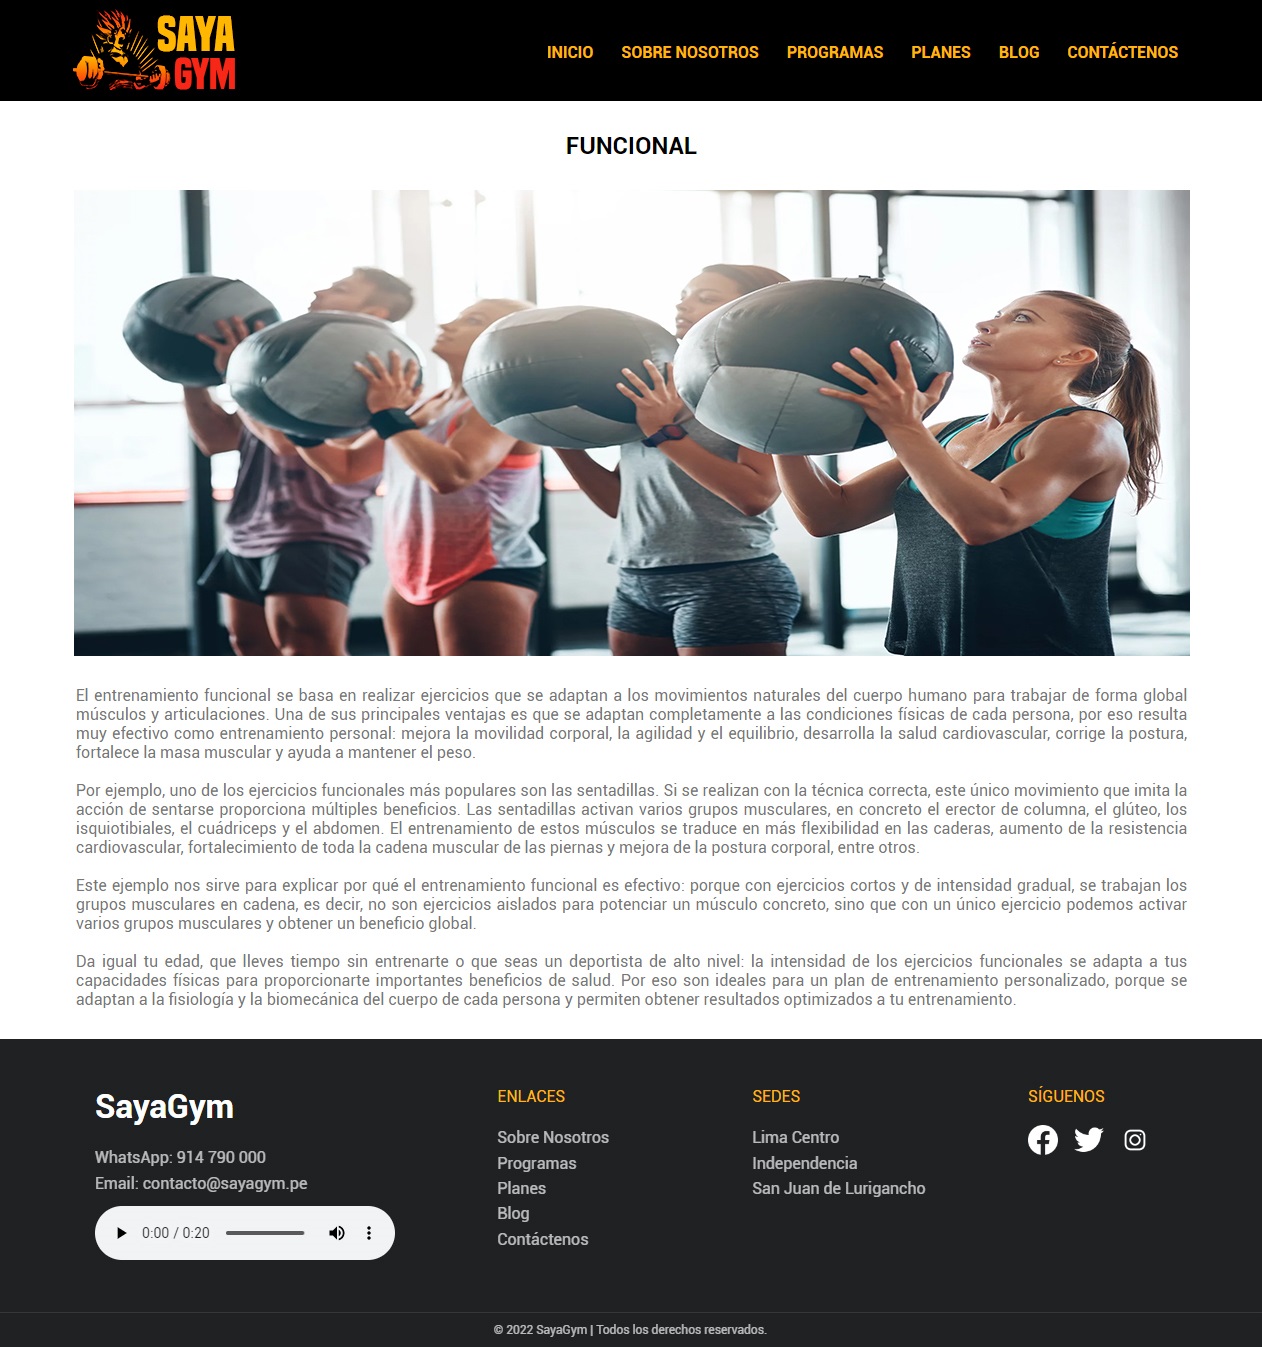 SAYA
GYM
INICIO SOBRE NOSOTROS PROGRAMAS PLANES BLOG CONTÁCTENOS
FUNCIONAL
El entrenamiento funcional se basa en realizar ejercicios que se adaptan a los movimientos naturales del cuerpo humano para trabajar de forma global
músculos y articulaciones. Una de sus principales ventajas es que se adaptan completamente a las condiciones físicas de cada persona, por eso resulta
muy efectivo como entrenamiento personal: mejora la movilidad corporal, la agilidad y el equilibrio, desarrolla la salud cardiovascular, corrige la postura,
fortalece la masa muscular y ayuda a mantener el peso.
Por ejemplo, uno de los ejercicios funcionales más populares son las sentadillas. Si se realizan con la técnica correcta, este único movimiento que imita la
acción de sentarse proporciona múltiples beneficios. Las sentadillas activan varios grupos musculares, en concreto el erector de columna, el glúteo, los
isquiotibiales, el cuádriceps y el abdomen. El entrenamiento de estos músculos se traduce en más flexibilidad en las caderas, aumento de la resistencia
cardiovascular, fortalecimiento de toda la cadena muscular de las piernas y mejora de la postura corporal, entre otros.
Este ejemplo nos sirve para explicar por qué el entrenamiento funcional es efectivo: porque con ejercicios cortos y de intensidad gradual, se trabajan los
grupos musculares en cadena, es decir, no son ejercicios aislados para potenciar un músculo concreto, sino que con un único ejercicio podemos activar
varios grupos musculares y obtener un beneficio global.
Da igual tu edad, que lleves tiempo sin entrenarte o que seas un deportista de alto nivel: la intensidad de los ejercicios funcionales se adapta a tus
capacidades físicas para proporcionarte importantes beneficios de salud. Por eso son ideales para un plan de entrenamiento personalizado, porque se
adaptan a la fisiología y la biomecánica del cuerpo de cada persona y permiten obtener resultados optimizados a tu entrenamiento.
SayaGym
WhatsApp: 914 790 000
Email: contacto@sayagym.pe
0:00 / 0:20
ENLACES
Sobre Nosotros
Programas
Planes
Blog
Contáctenos
SEDES
Lima Centro
Independencia
San Juan de Lurigancho
SÍGUENOS
© 2022 SayaGym | Todos los derechos reservados.